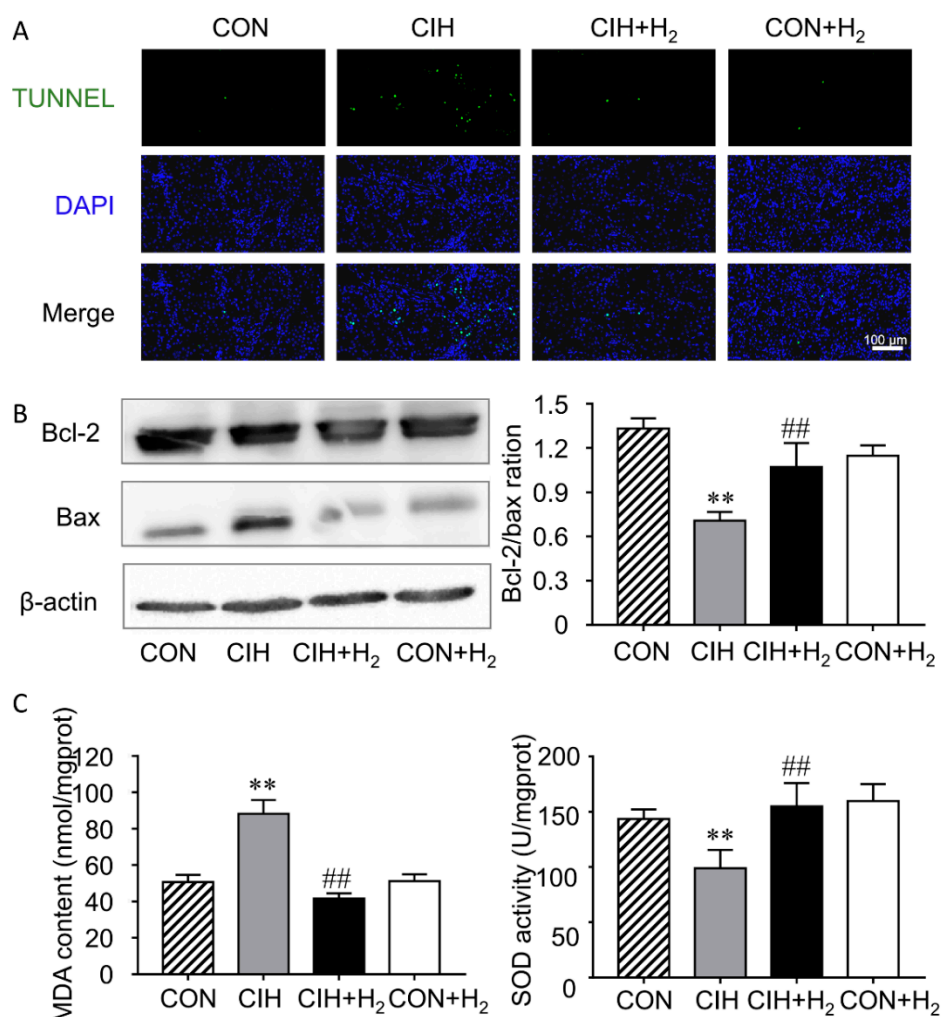 A
CON CIH CIH+H₂ CON+H₂
TUNNEL
DAPI
Merge
100 μm
B
Bcl-2
Bax
β-actin
CON CIH CIH+H₂ CON+H₂
Bcl-2/bax ration
1.5
1.2
0.9
0.6
0.3
0
**
##
CON CIH CIH+H₂ CON+H₂
C
MDA content (nmol/mgprot)
120
100
80
60
40
20
0
**
##
CON CIH CIH+H₂ CON+H₂
SOD activity (U/mgprot)
200
150
100
50
0
**
##
CON CIH CIH+H₂ CON+H₂